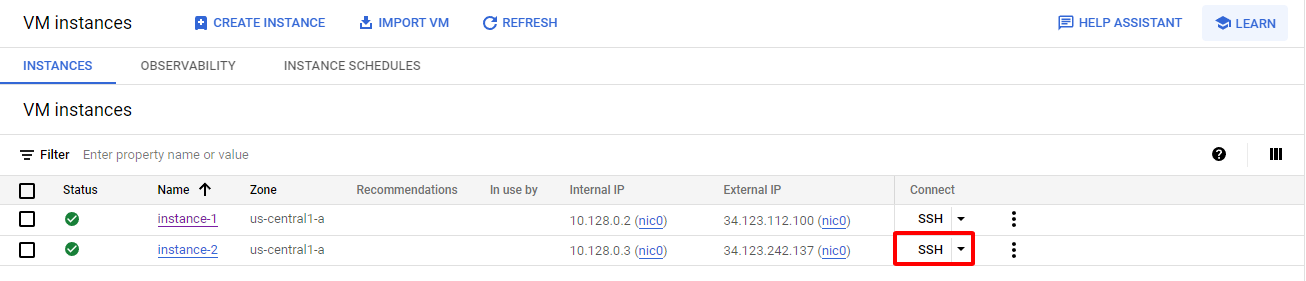 VM instances CREATE INSTANCE IMPORT VM REFRESH HELP ASSISTANT LEARN
INSTANCES OBSERVABILITY INSTANCE SCHEDULES
VM instances
Filter Enter property name or value
Status Name Zone Recommendations In use by Internal IP External IP Connect
instance-1 us-central1-a 10.128.0.2 (nic0) 34.123.112.100 (nic0) SSH
instance-2 us-central1-a 10.128.0.3 (nic0) 34.123.242.137 (nic0) SSH